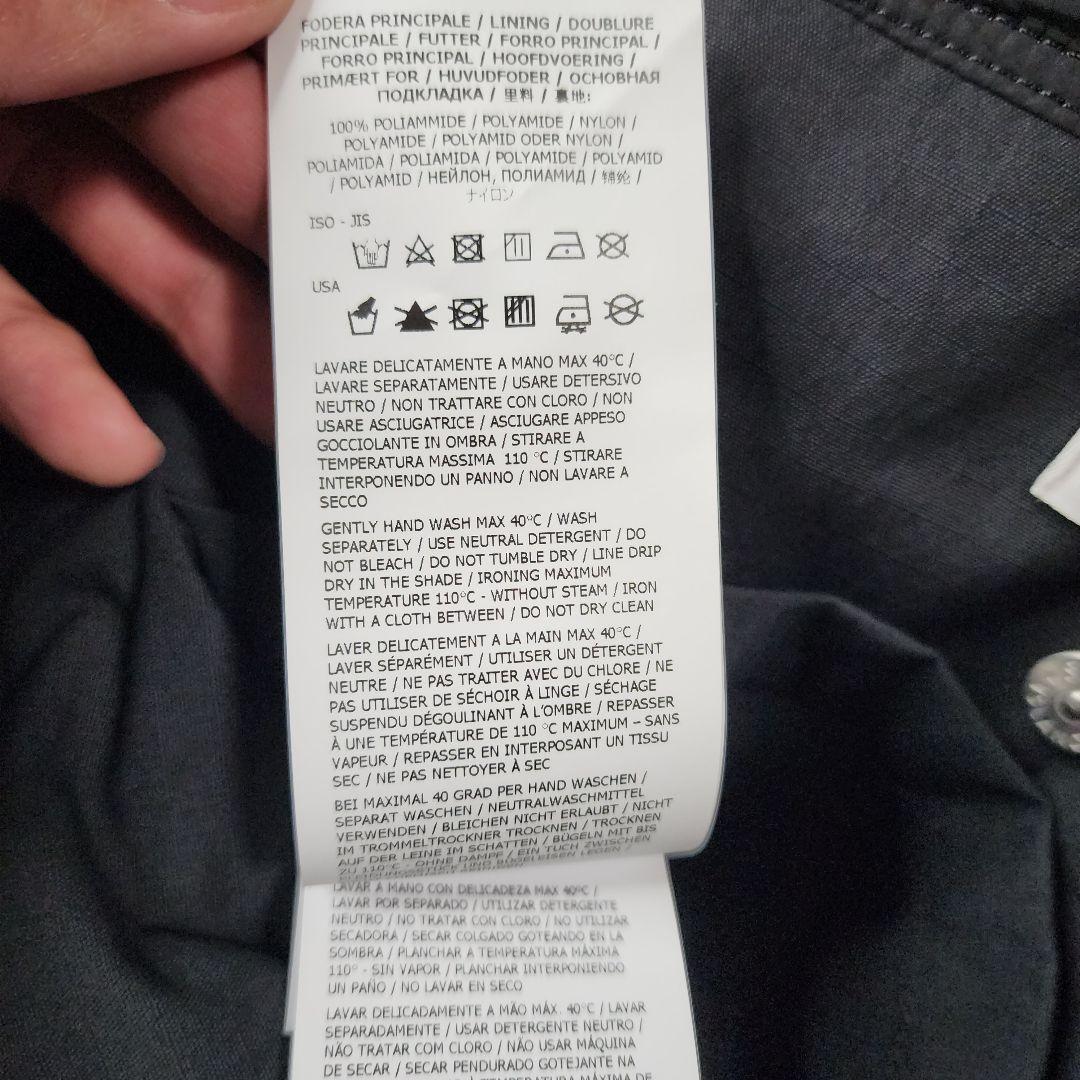 FODERA PRINCIPALE / LINING / DOUBLURE
PRINCIPALE / FUTTER / FORRO PRINCIPAL /
FORRO PRINCIPAL / HOOFDVOERING /
PRIMÆRT FOR / HUVUDFODER / ОСНОВНАЯ
ПОДКЛАДКА / 里料 / 裏地:
100% POLIAMMIDE / POLYAMIDE / NYLON /
POLYAMIDE / POLYAMID ODER NYLON /
POLIAMIDA / POLIAMIDA / POLYAMIDE / POLYAMID
/ POLYAMID / НЕЙЛОН, ПОЛИАМИД / 锦纶 /
ナイロン
ISO - JIS
USA
LAVARE DELICATAMENTE A MANO MAX 40°C /
LAVARE SEPARATAMENTE / USARE DETERSIVO
NEUTRO / NON TRATTARE CON CLORO / NON
USARE ASCIUGATRICE / ASCIUGARE APPESO
GOCCIOLANTE IN OMBRA / STIRARE A
TEMPERATURA MASSIMA 110 °C / STIRARE
INTERPONENDO UN PANNO / NON LAVARE A
SECCO
GENTLY HAND WASH MAX 40°C / WASH
SEPARATELY / USE NEUTRAL DETERGENT / DO
NOT BLEACH / DO NOT TUMBLE DRY / LINE DRIP
DRY IN THE SHADE / IRONING MAXIMUM
TEMPERATURE 110°C - WITHOUT STEAM / IRON
WITH A CLOTH BETWEEN / DO NOT DRY CLEAN
LAVER DELICATEMENT A LA MAIN MAX 40°C /
LAVER SÉPARÉMENT / UTILISER UN DÉTERGENT
NEUTRE / NE PAS TRAITER AVEC DU CHLORE / NE
PAS UTILISER DE SÉCHOIR À LINGE / SÉCHAGE
SUSPENDU DÉGOULINANT À L'OMBRE / REPASSER
À UNE TEMPÉRATURE DE 110 °C MAXIMUM – SANS
VAPEUR / REPASSER EN INTERPOSANT UN TISSU
SEC / NE PAS NETTOYER À SEC
BEI MAXIMAL 40 GRAD PER HAND WASCHEN /
SEPARAT WASCHEN / NEUTRALWASCHMITTEL
VERWENDEN / BLEICHEN NICHT ERLAUBT / NICHT
IM TROMMELTROCKNER TROCKNEN / TROCKNEN
AUF DER LEINE IM SCHATTEN / BÜGELN MIT BIS
ZU 110°C - OHNE DAMPF / EIN TUCH ZWISCHEN
UND BÜGELEISEN LEGEN /
LAVAR A MANO CON DELICADEZA MAX 40°C /
LAVAR POR SEPARADO / UTILIZAR DETERGENTE
NEUTRO / NO TRATAR CON CLORO / NO UTILIZAR
SECADORA / SECAR COLGADO GOTEANDO EN LA
SOMBRA / PLANCHAR A TEMPERATURA MÁXIMA
110° - SIN VAPOR / PLANCHAR INTERPONIENDO
UN PAÑO / NO LAVAR EN SECO
LAVAR DELICADAMENTE A MÃO MÁX. 40°C / LAVAR
SEPARADAMENTE / USAR DETERGENTE NEUTRO /
NÃO TRATAR COM CLORO / NÃO USAR MÁQUINA
DE SECAR / SECAR PENDURADO GOTEJANTE NA
TEMPERATURA MÁXIMA DE